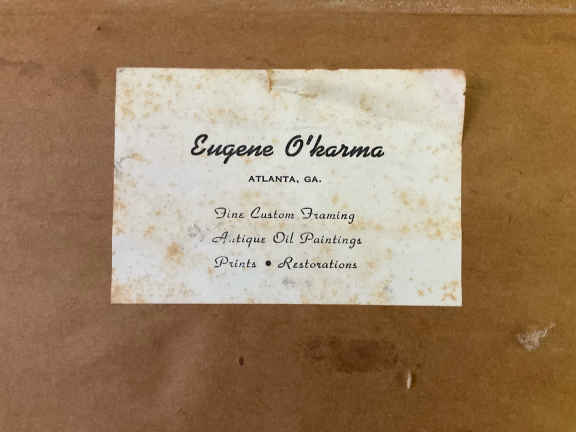 Eugene O'karma
ATLANTA, GA.
Fine Custom Framing
Antique Oil Paintings
Prints • Restorations